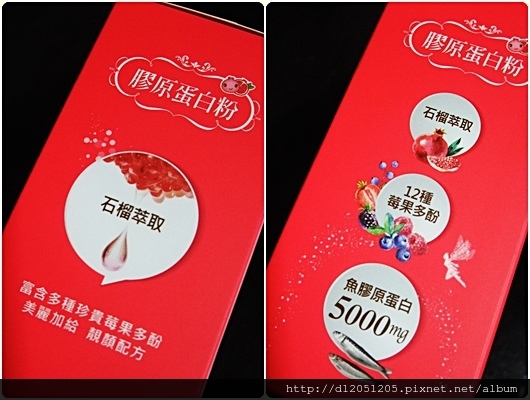 膠原蛋白粉
石榴萃取
富含多種珍貴莓果多酚
美麗加給 靚顏配方
膠原蛋白粉
石榴萃取
12種
莓果多酚
魚膠原蛋白
5000mg
http://d12051205.pixnet.net/album